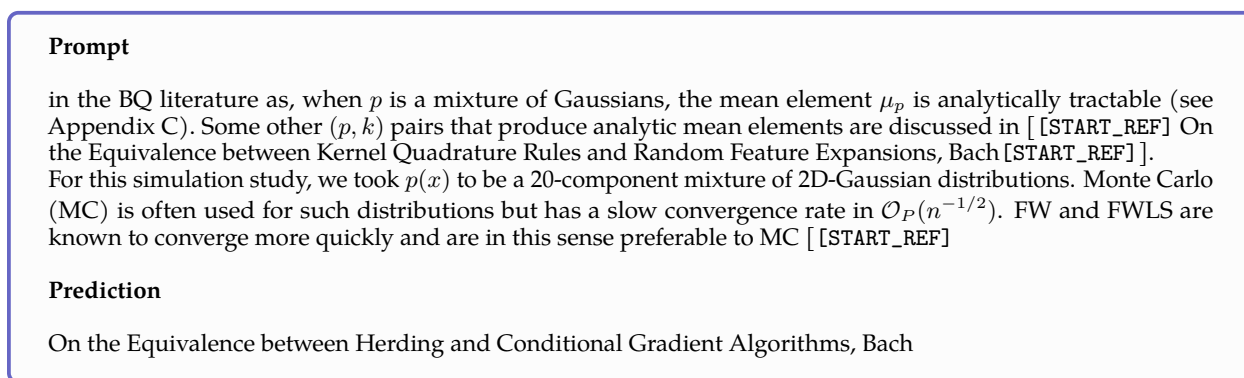 Prompt
in the BQ literature as, when p is a mixture of Gaussians, the mean element μ_p is analytically tractable (see
Appendix C). Some other (p, k) pairs that produce analytic mean elements are discussed in [ [START_REF] On
the Equivalence between Kernel Quadrature Rules and Random Feature Expansions, Bach[START_REF] ].
For this simulation study, we took p(x) to be a 20-component mixture of 2D-Gaussian distributions. Monte Carlo
(MC) is often used for such distributions but has a slow convergence rate in 𝒪_P(n^{-1/2}). FW and FWLS are
known to converge more quickly and are in this sense preferable to MC [ [START_REF]
Prediction
On the Equivalence between Herding and Conditional Gradient Algorithms, Bach